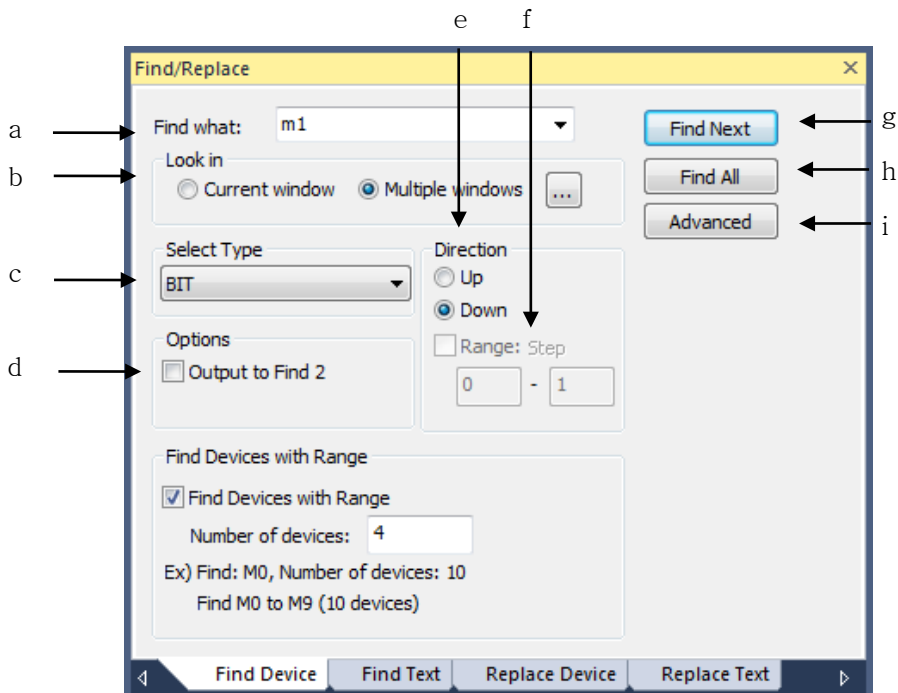 e f
Find/Replace
a Find what: m1 Find Next g
Look in
b Current window Multiple windows ... Find All h
Advanced i
Select Type Direction
c BIT Up
Down
Options Range: Step
d Output to Find 2 0 - 1
Find Devices with Range
Find Devices with Range
Number of devices: 4
Ex) Find: M0, Number of devices: 10
Find M0 to M9 (10 devices)
Find Device Find Text Replace Device Replace Text